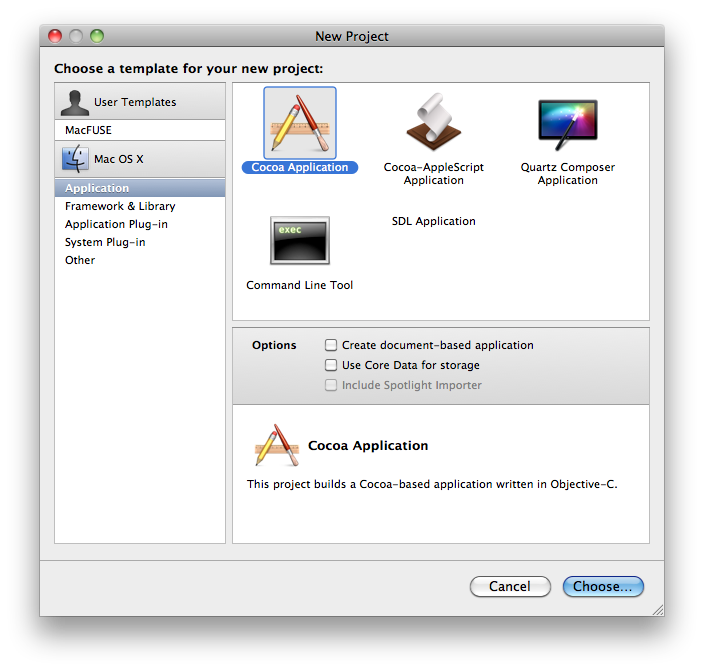 New Project
Choose a template for your new project:
User Templates
MacFUSE
Mac OS X
Application
Framework & Library
Application Plug-in
System Plug-in
Other
Cocoa Application
Cocoa-AppleScript
Application
Quartz Composer
Application
exec
Command Line Tool
SDL Application
Options
Create document-based application
Use Core Data for storage
Include Spotlight Importer
Cocoa Application
This project builds a Cocoa-based application written in Objective-C.
Cancel
Choose...